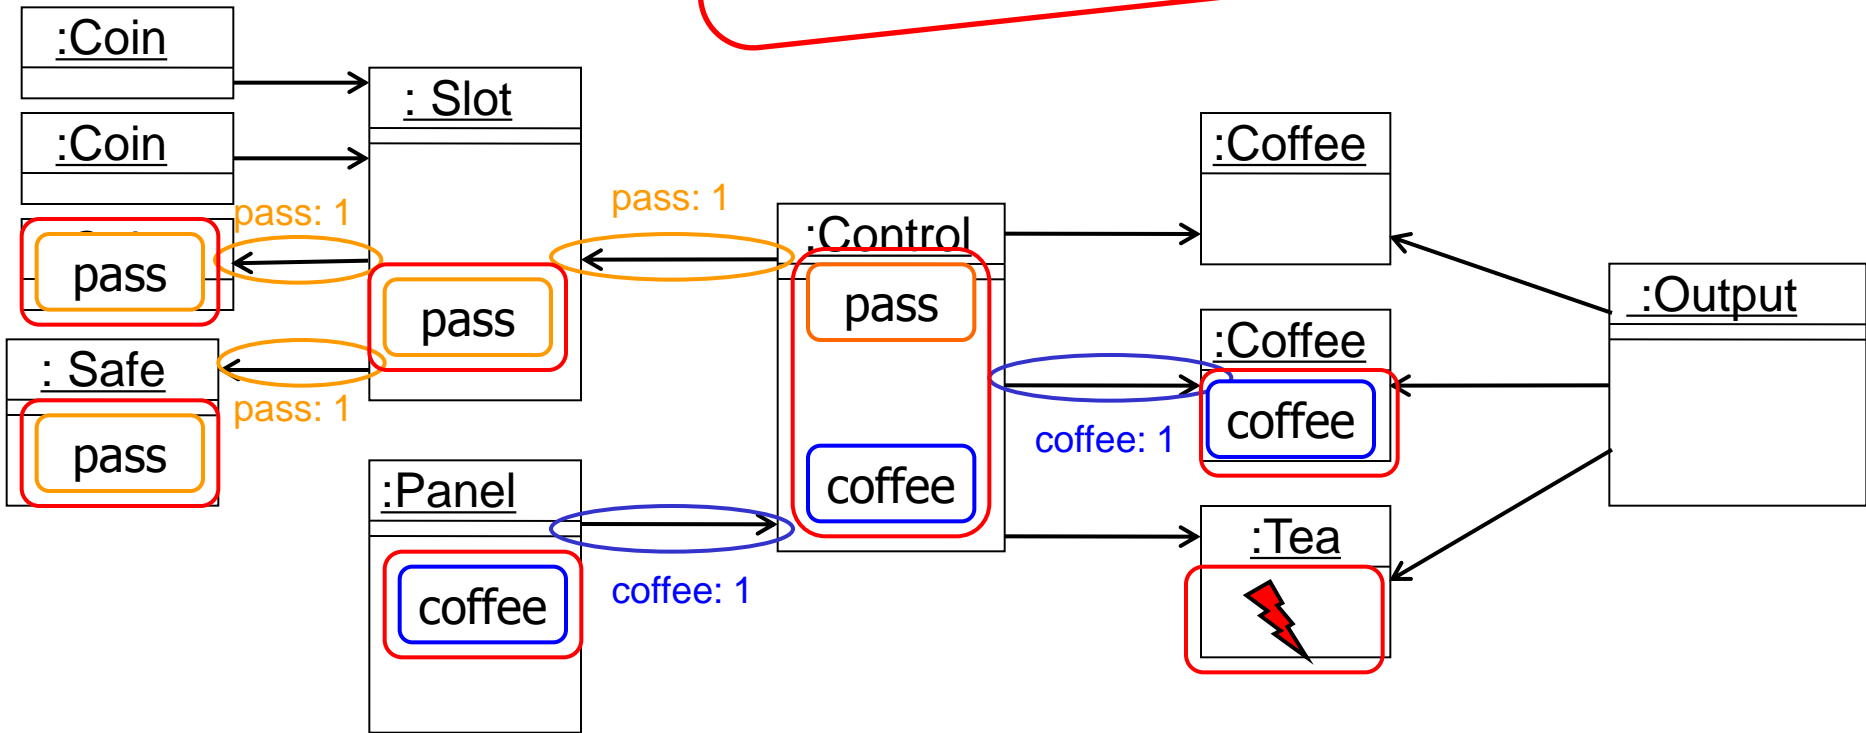 :Coin
: Slot
:Coin
:Coffee
pass: 1
pass: 1
:Control
pass
pass
pass
:Output
:Coffee
: Safe
pass: 1
pass
coffee
coffee: 1
:Panel
coffee
:Tea
coffee
coffee: 1